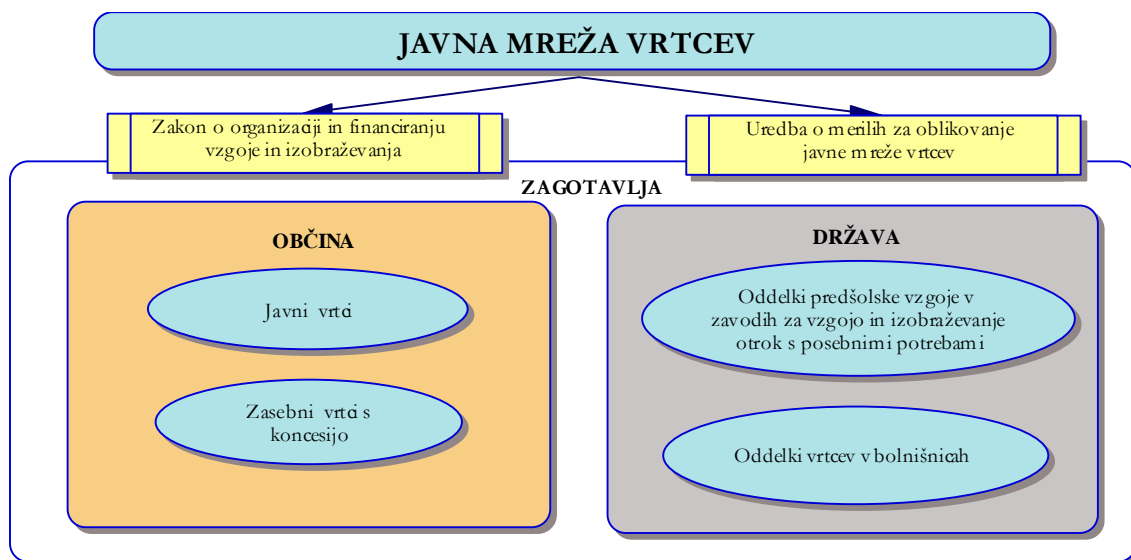 JAVNA MREŽA VRTCEV
Zakon o organizaciji in financiranju
vzgoje in izobraževanja
Uredba o merilih za oblikovanje
javne mreže vrtcev
ZAGOTAVLJA
OBČINA
Javni vrtci
Zasebni vrtci s
koncesijo
DRŽAVA
Oddelki predšolske vzgoje v
zavodih za vzgojo in izobraževanje
otrok s posebnimi potrebami
Oddelki vrtcev v bolnišnicah